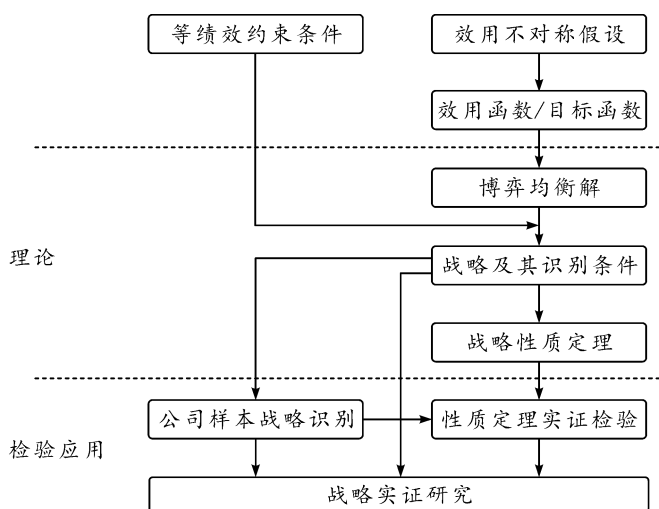 等绩效约束条件
效用不对称假设
效用函数/目标函数
博弈均衡解
理论
战略及其识别条件
战略性质定理
公司样本战略识别
性质定理实证检验
检验应用
战略实证研究